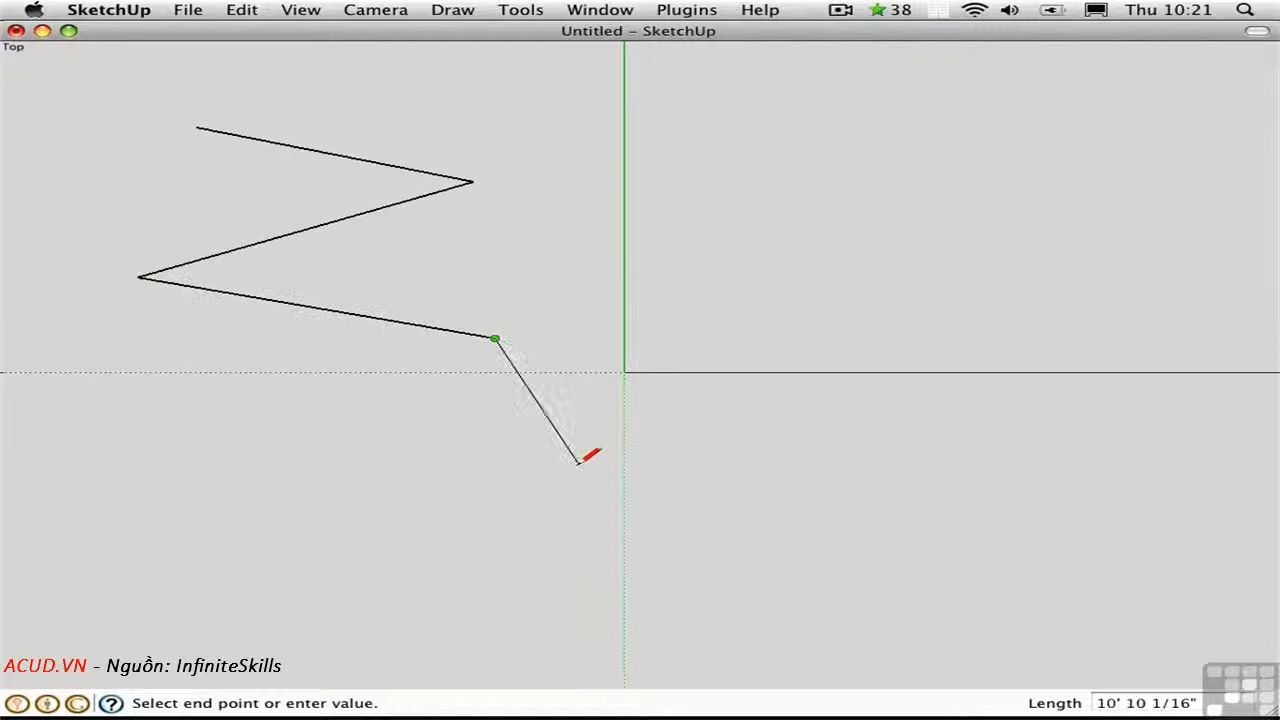 SketchUp File Edit View Camera Draw Tools Window Plugins Help 38 Thu 10:21
Untitled – SketchUp
Top
ACUD.VN - Nguồn: InfiniteSkills
Select end point or enter value. Length 10' 10 1/16"